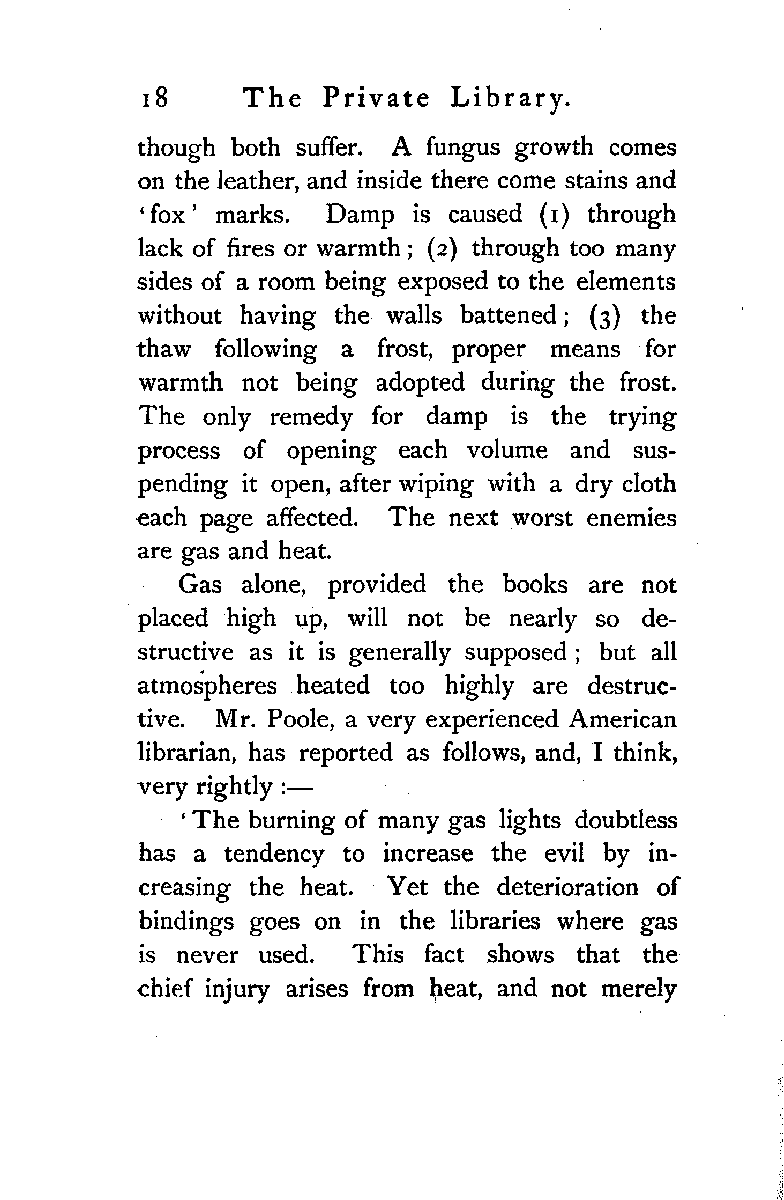 18 The Private Library.
though both suffer. A fungus growth comes
on the leather, and inside there come stains and
‘fox’ marks. Damp is caused (1) through
lack of fires or warmth; (2) through too many
sides of a room being exposed to the elements
without having the walls battened; (3) the
thaw following a frost, proper means for
warmth not being adopted during the frost.
The only remedy for damp is the trying
process of opening each volume and sus-
pending it open, after wiping with a dry cloth
each page affected. The next worst enemies
are gas and heat.
Gas alone, provided the books are not
placed high up, will not be nearly so de-
structive as it is generally supposed; but all
atmospheres heated too highly are destruc-
tive. Mr. Poole, a very experienced American
librarian, has reported as follows, and, I think,
very rightly :—
‘The burning of many gas lights doubtless
has a tendency to increase the evil by in-
creasing the heat. Yet the deterioration of
bindings goes on in the libraries where gas
is never used. This fact shows that the
chief injury arises from heat, and not merely